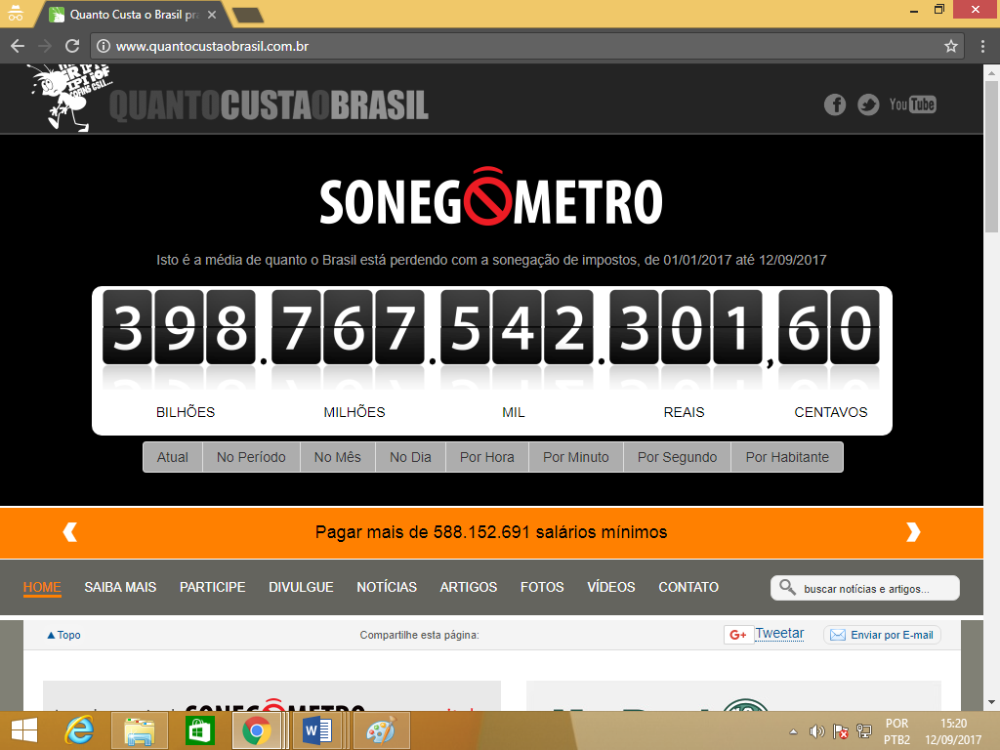 Quanto Custa o Brasil pr
www.quantocustaobrasil.com.br
QUANTOCUSTAOBRASIL
You Tube
SONEGÔMETRO
Isto é a média de quanto o Brasil está perdendo com a sonegação de impostos, de 01/01/2017 até 12/09/2017
398.767.542.301,60
BILHÕES MILHÕES MIL REAIS CENTAVOS
Atual No Período No Mês No Dia Por Hora Por Minuto Por Segundo Por Habitante
Pagar mais de 588.152.691 salários mínimos
HOME SAIBA MAIS PARTICIPE DIVULGUE NOTÍCIAS ARTIGOS FOTOS VÍDEOS CONTATO buscar notícias e artigos...
Topo Compartilhe esta página: G+ Tweetar Enviar por E-mail
SONEGÔMETRO
POR 15:20
PTB2 12/09/2017